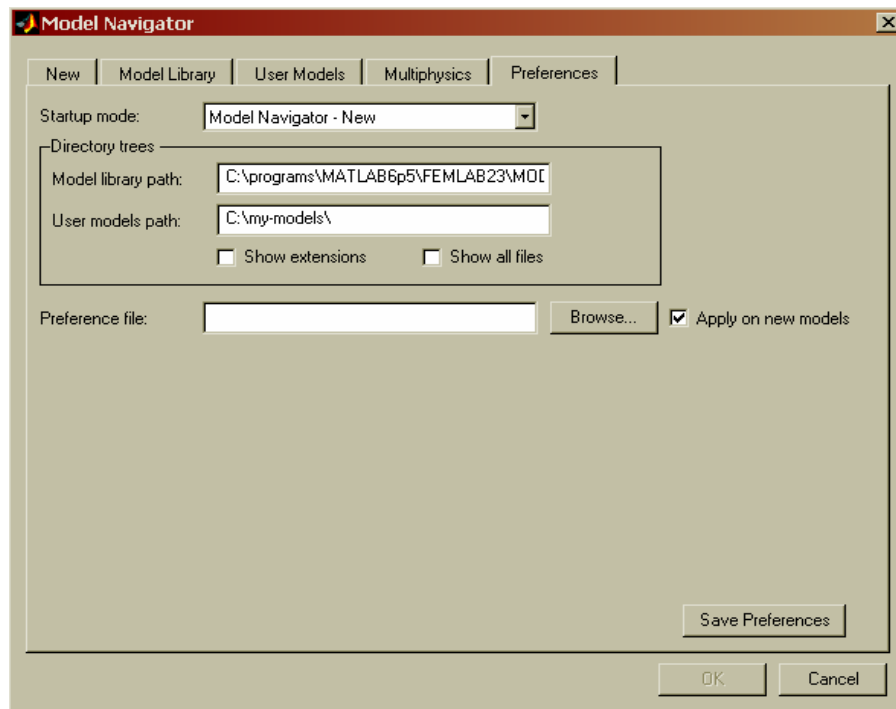 Model Navigator
New Model Library User Models Multiphysics Preferences
Startup mode: Model Navigator - New
Directory trees
Model library path: C:\programs\MATLAB6p5\FEMLAB23\MOD
User models path: C:\my-models\
Show extensions Show all files
Preference file: Browse... Apply on new models
Save Preferences
OK Cancel